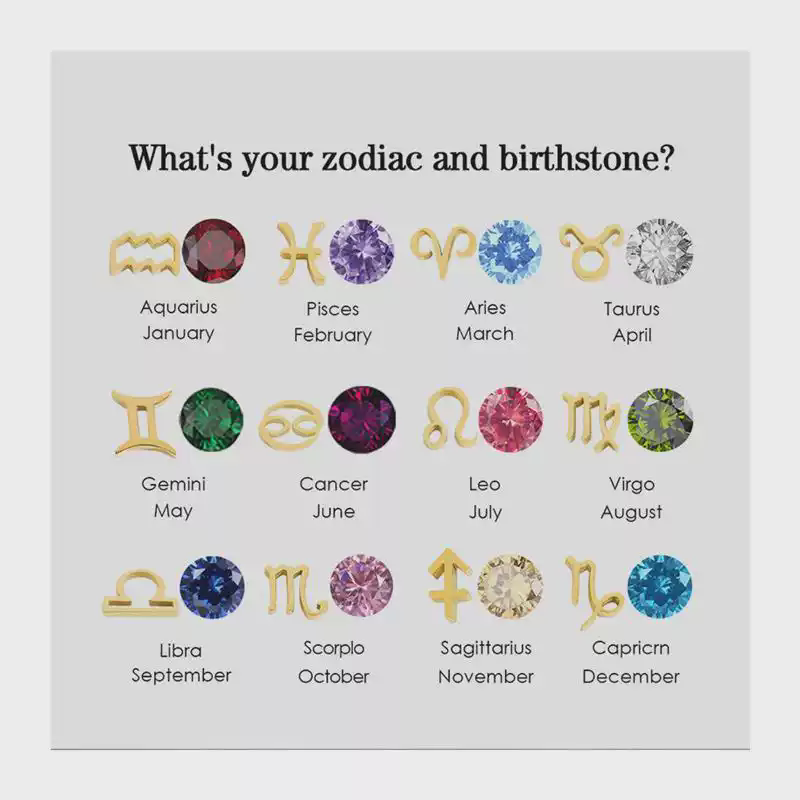 What's your zodiac and birthstone?
Aquarius Pisces Aries Taurus
January February March April
Gemini Cancer Leo Virgo
May June July August
Libra Scorplo Sagittarius Capricrn
September October November December